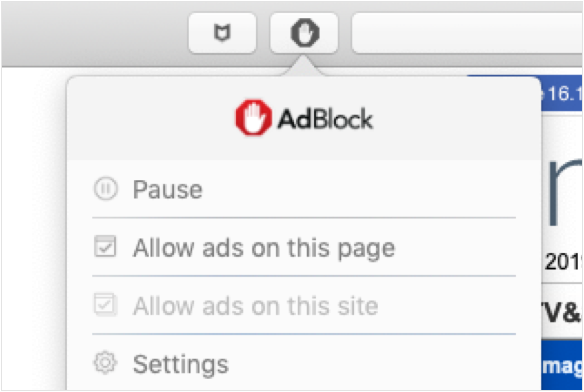 AdBlock
16.1
Pause
Allow ads on this page
201
Allow ads on this site
V&
Settings
mag